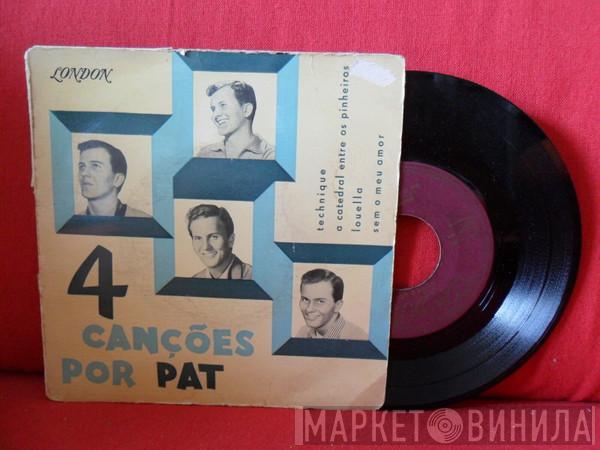 LONDON
technique
a catedral entre os pinheiros
louella
sem o meu amor
4
CANÇÕES
POR PAT
МАРКЕТ ВИНИЛА